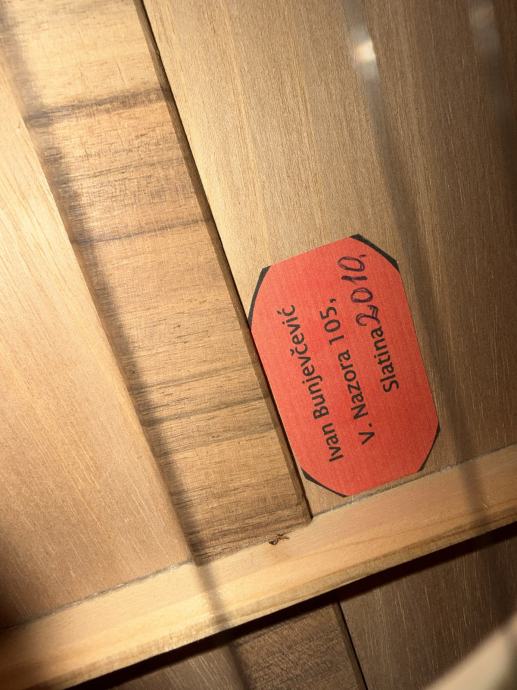 Ivan Bunjevčević
V. Nazora 105,
Slatina 2010,